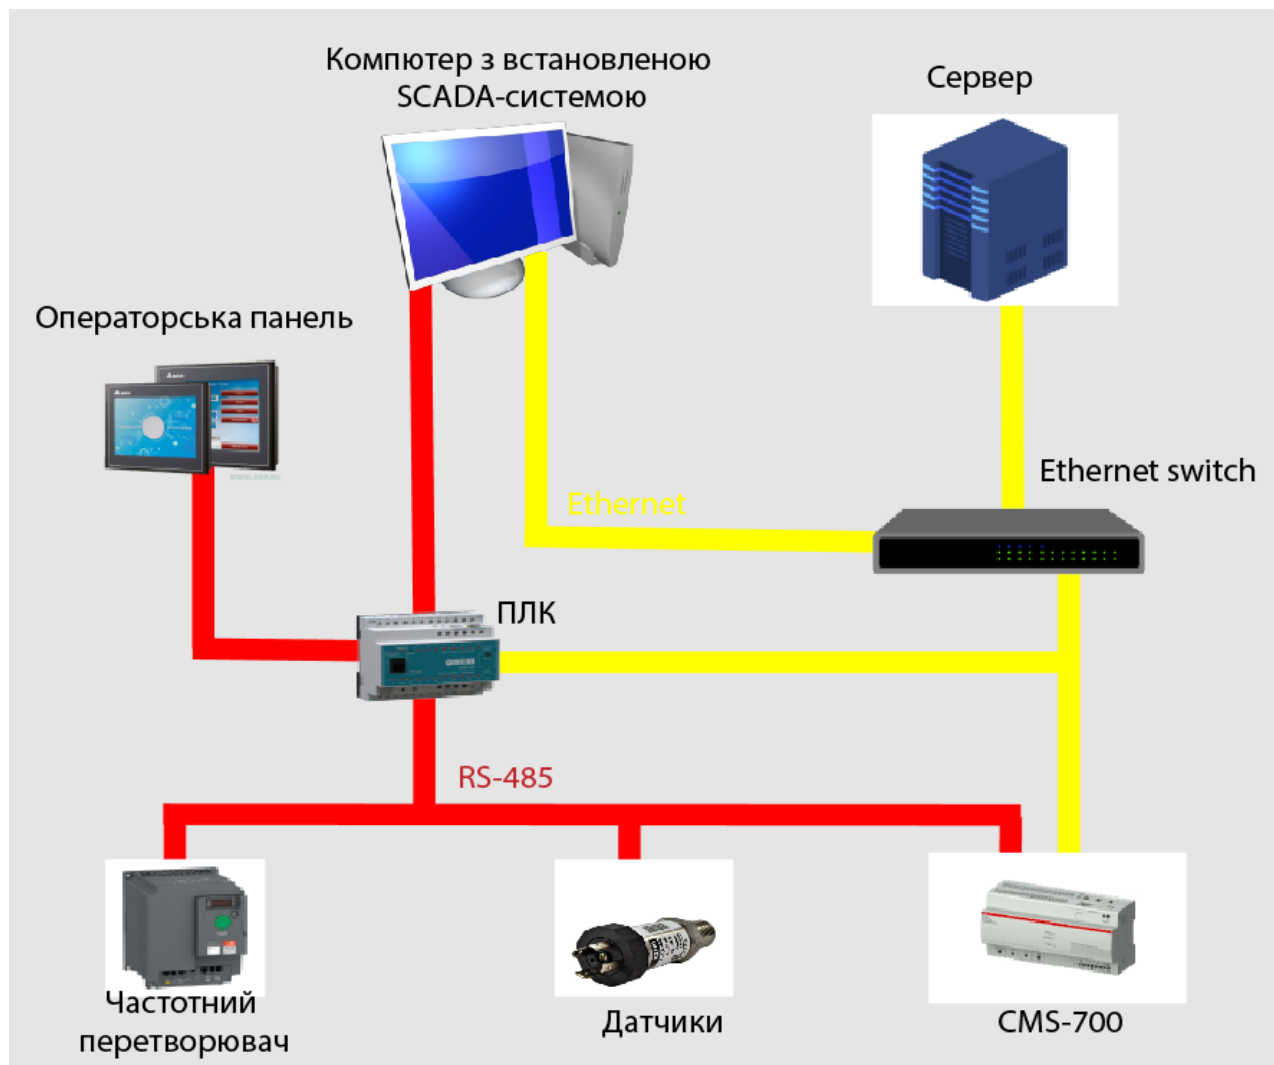 Компютер з встановленою
SCADA-системою
Сервер
Операторська панель
Ethernet switch
Ethernet
ПЛК
RS-485
Частотний
перетворювач
Датчики
CMS-700